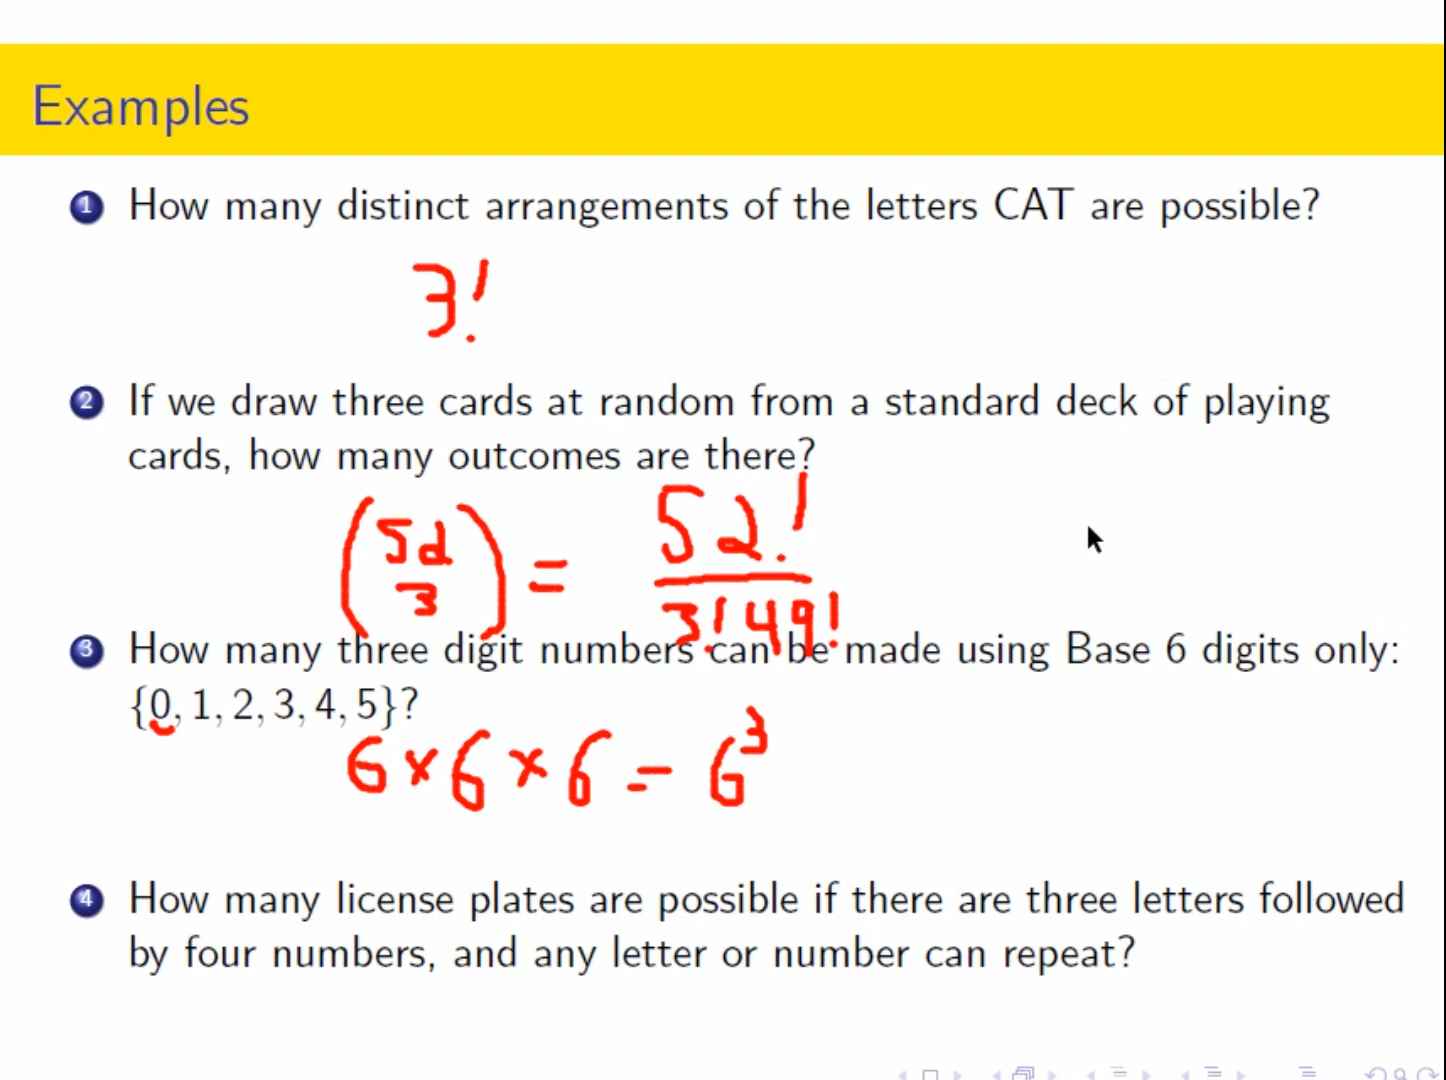 Examples
1 How many distinct arrangements of the letters CAT are possible?
3!
2 If we draw three cards at random from a standard deck of playing
cards, how many outcomes are there?
(52
3) = 52!
3!49!
3 How many three digit numbers can be made using Base 6 digits only:
{0, 1, 2, 3, 4, 5}?
6 × 6 × 6 = 6³
4 How many license plates are possible if there are three letters followed
by four numbers, and any letter or number can repeat?